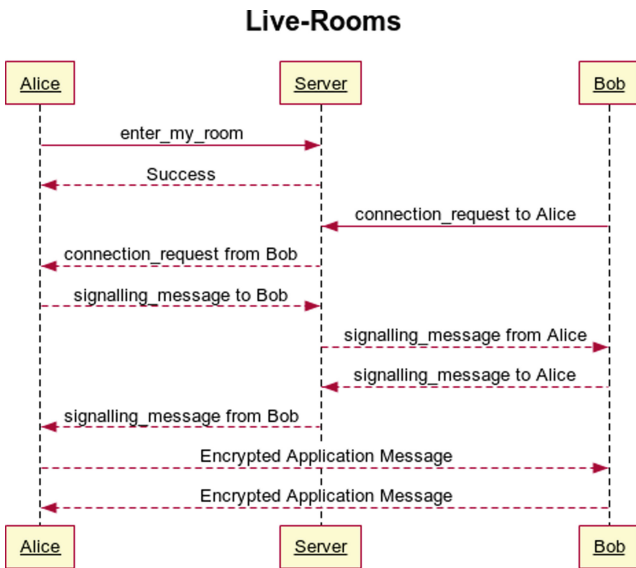 Live-Rooms
Alice Server Bob
enter_my_room
Success
connection_request to Alice
connection_request from Bob
signalling_message to Bob
signalling_message from Alice
signalling_message to Alice
signalling_message from Bob
Encrypted Application Message
Encrypted Application Message
Alice Server Bob